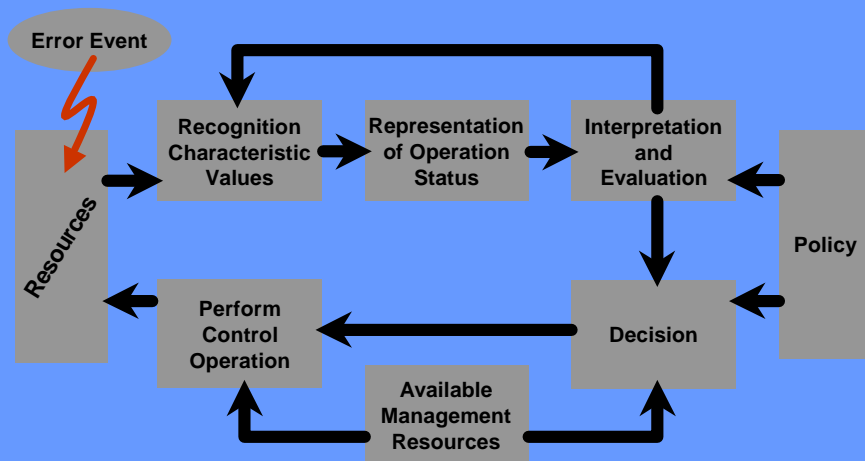 Error Event
Recognition
Characteristic
Values
Representation
of Operation
Status
Interpretation
and
Evaluation
Resources
Policy
Perform
Control
Operation
Decision
Available
Management
Resources